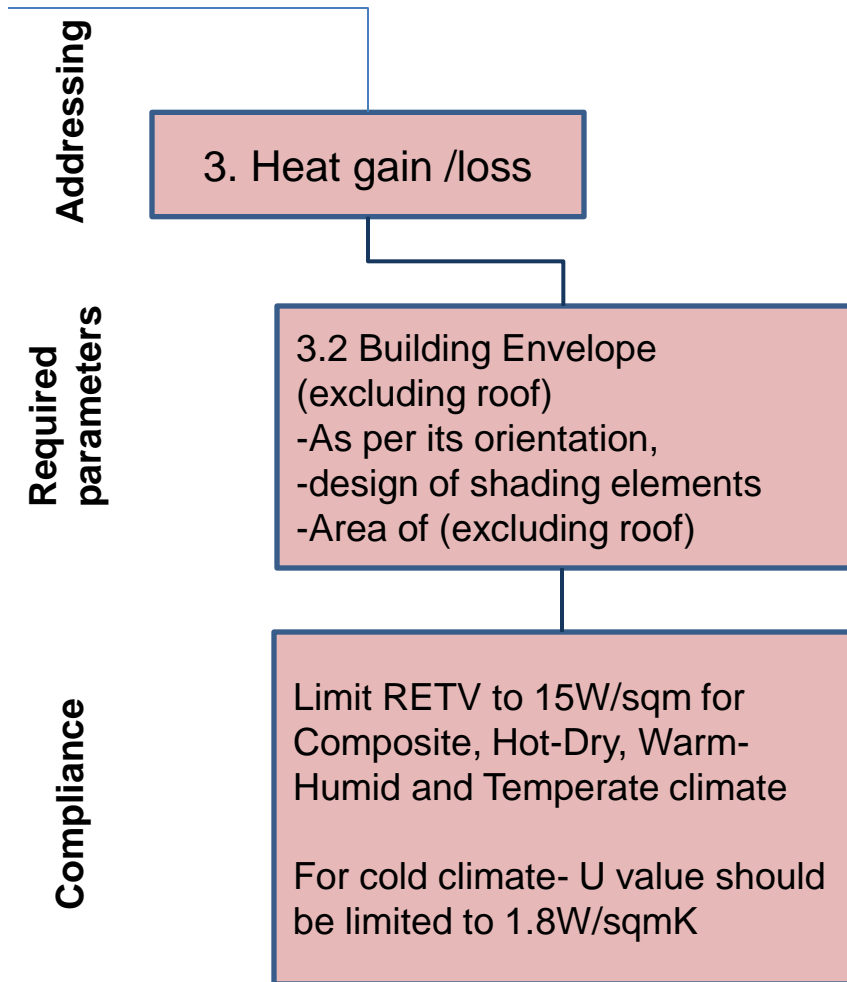 Addressing
3. Heat gain /loss
Required
parameters
3.2 Building Envelope
(excluding roof)
-As per its orientation,
-design of shading elements
-Area of (excluding roof)
Compliance
Limit RETV to 15W/sqm for
Composite, Hot-Dry, Warm-
Humid and Temperate climate
For cold climate- U value should
be limited to 1.8W/sqmK